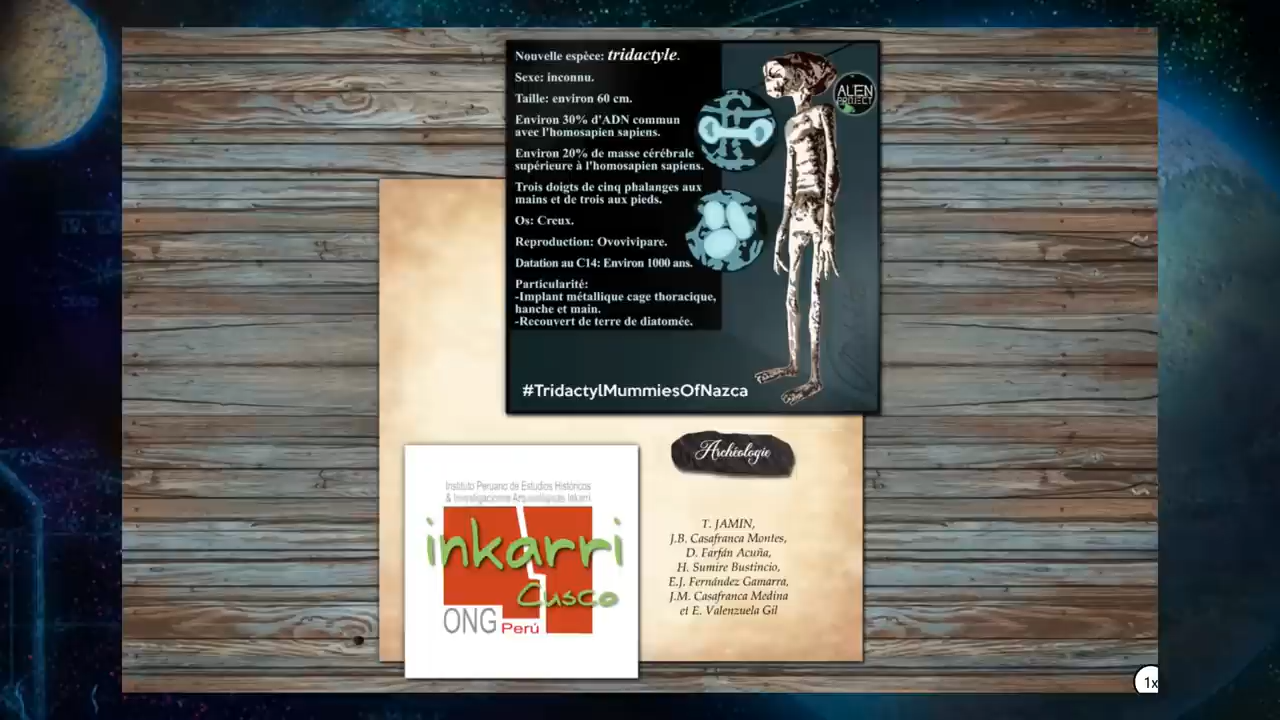 Nouvelle espèce: tridactyle.
Sexe: inconnu.
Taille: environ 60 cm.
Environ 30% d'ADN commun
avec l'homosapien sapiens.
Environ 20% de masse cérébrale
supérieure à l'homosapien sapiens.
Trois doigts de cinq phalanges aux
mains et de trois aux pieds.
Os: Creux.
Reproduction: Ovovivipare.
Datation au C14: Environ 1000 ans.
Particularité:
-Implant métallique cage thoracique,
hanche et main.
-Recouvert de terre de diatomée.
#TridactylMummiesOfNazca
ALEN
PROJECT
Instituto Peruano de Estudios Históricos
& Investigaciones Arqueológicas Inkarri
inkarri
Cusco
ONG Perú
Archéologie
T. JAMIN,
J.B. Casafranca Montes,
D. Farfán Acuña,
H. Sumire Bustincio,
E.J. Fernández Gamarra,
J.M. Casafranca Medina
et E. Valenzuela Gil
1x